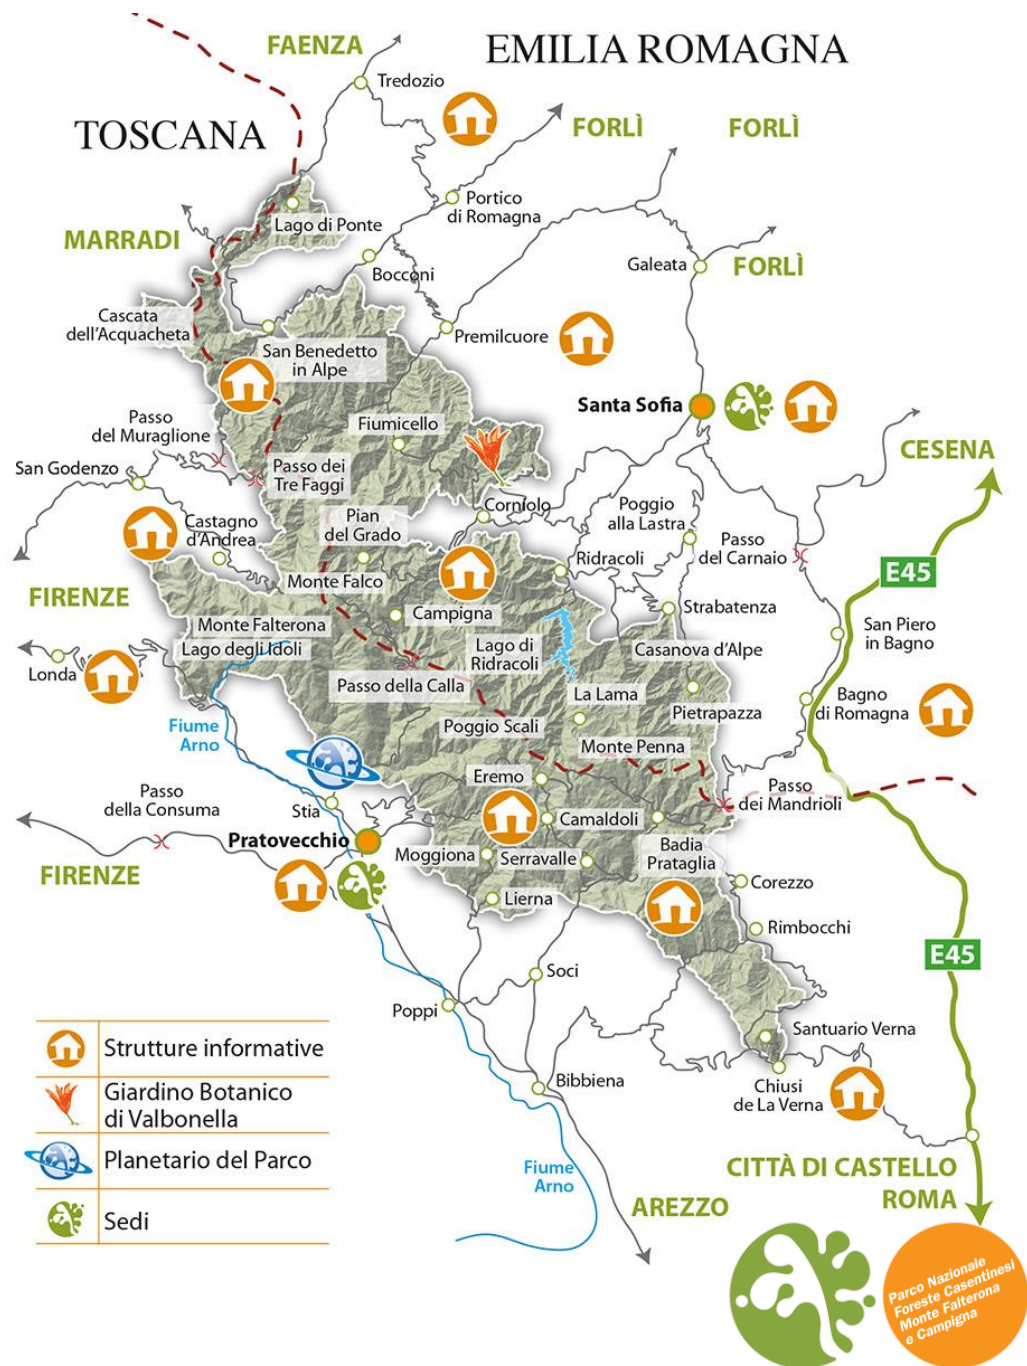 FAENZA
EMILIA ROMAGNA
Tredozio
TOSCANA
FORLÌ
FORLÌ
Portico
di Romagna
Lago di Ponte
MARRADI
Galeata
FORLÌ
Bocconi
Cascata
dell'Acquacheta
Premilcuore
San Benedetto
in Alpe
Santa Sofia
Passo
del Muraglione
Fiumicello
CESENA
San Godenzo
Passo dei
Tre Faggi
Corniolo
Poggio
alla Lastra
Castagno
d'Andrea
Pian
del Grado
Passo
del Carnaio
Ridracoli
E45
Monte Falco
FIRENZE
Campigna
Strabatenza
Monte Falterona
San Piero
in Bagno
Lago degli Idoli
Lago di
Ridracoli
Casanova d'Alpe
Londa
Passo della Calla
La Lama
Pietrapazza
Bagno
di Romagna
Fiume
Arno
Poggio Scali
Monte Penna
Eremo
Passo
dei Mandrioli
Passo
della Consuma
Stia
Camaldoli
Pratovecchio
Moggiona
Serravalle
Badia
Prataglia
FIRENZE
Corezzo
Lierna
Rimbocchi
E45
Soci
Poppi
Santuario Verna
Strutture informative
Bibbiena
Chiusi
de La Verna
Giardino Botanico
di Valbonella
Planetario del Parco
Fiume
Arno
CITTÀ DI CASTELLO
ROMA
AREZZO
Sedi
Parco Nazionale
Foreste Casentinesi
Monte Falterona
e Campigna